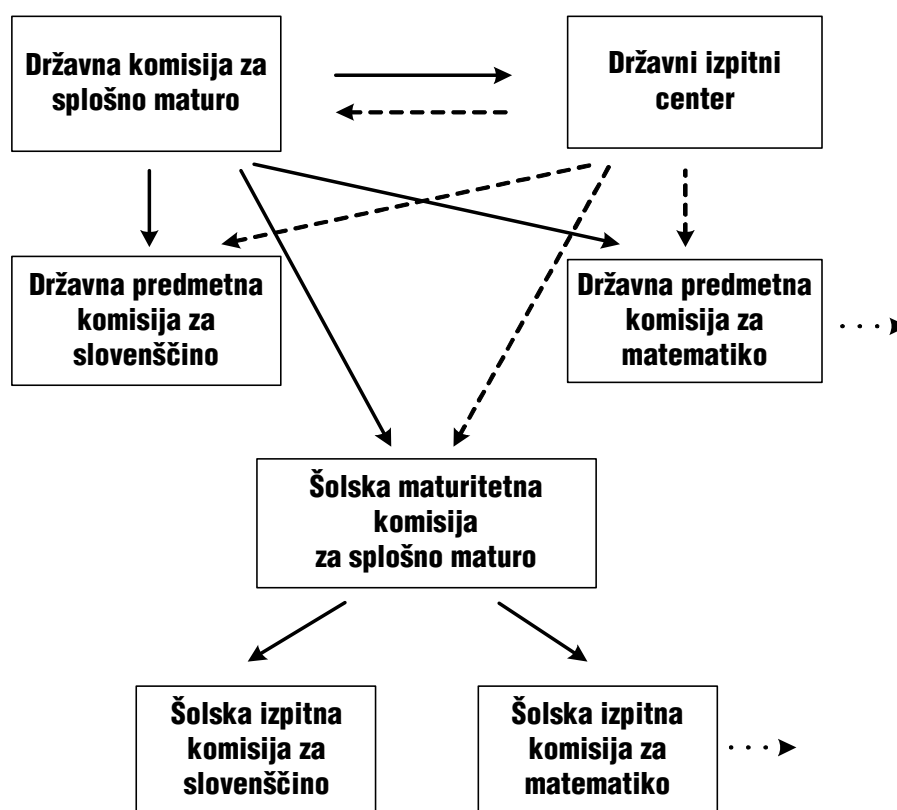 Državna komisija za
splošno maturo
Državni izpitni
center
Državna predmetna
komisija za
slovenščino
Državna predmetna
komisija za
matematiko
Šolska maturitetna
komisija
za splošno maturo
Šolska izpitna
komisija za
slovenščino
Šolska izpitna
komisija za
matematiko